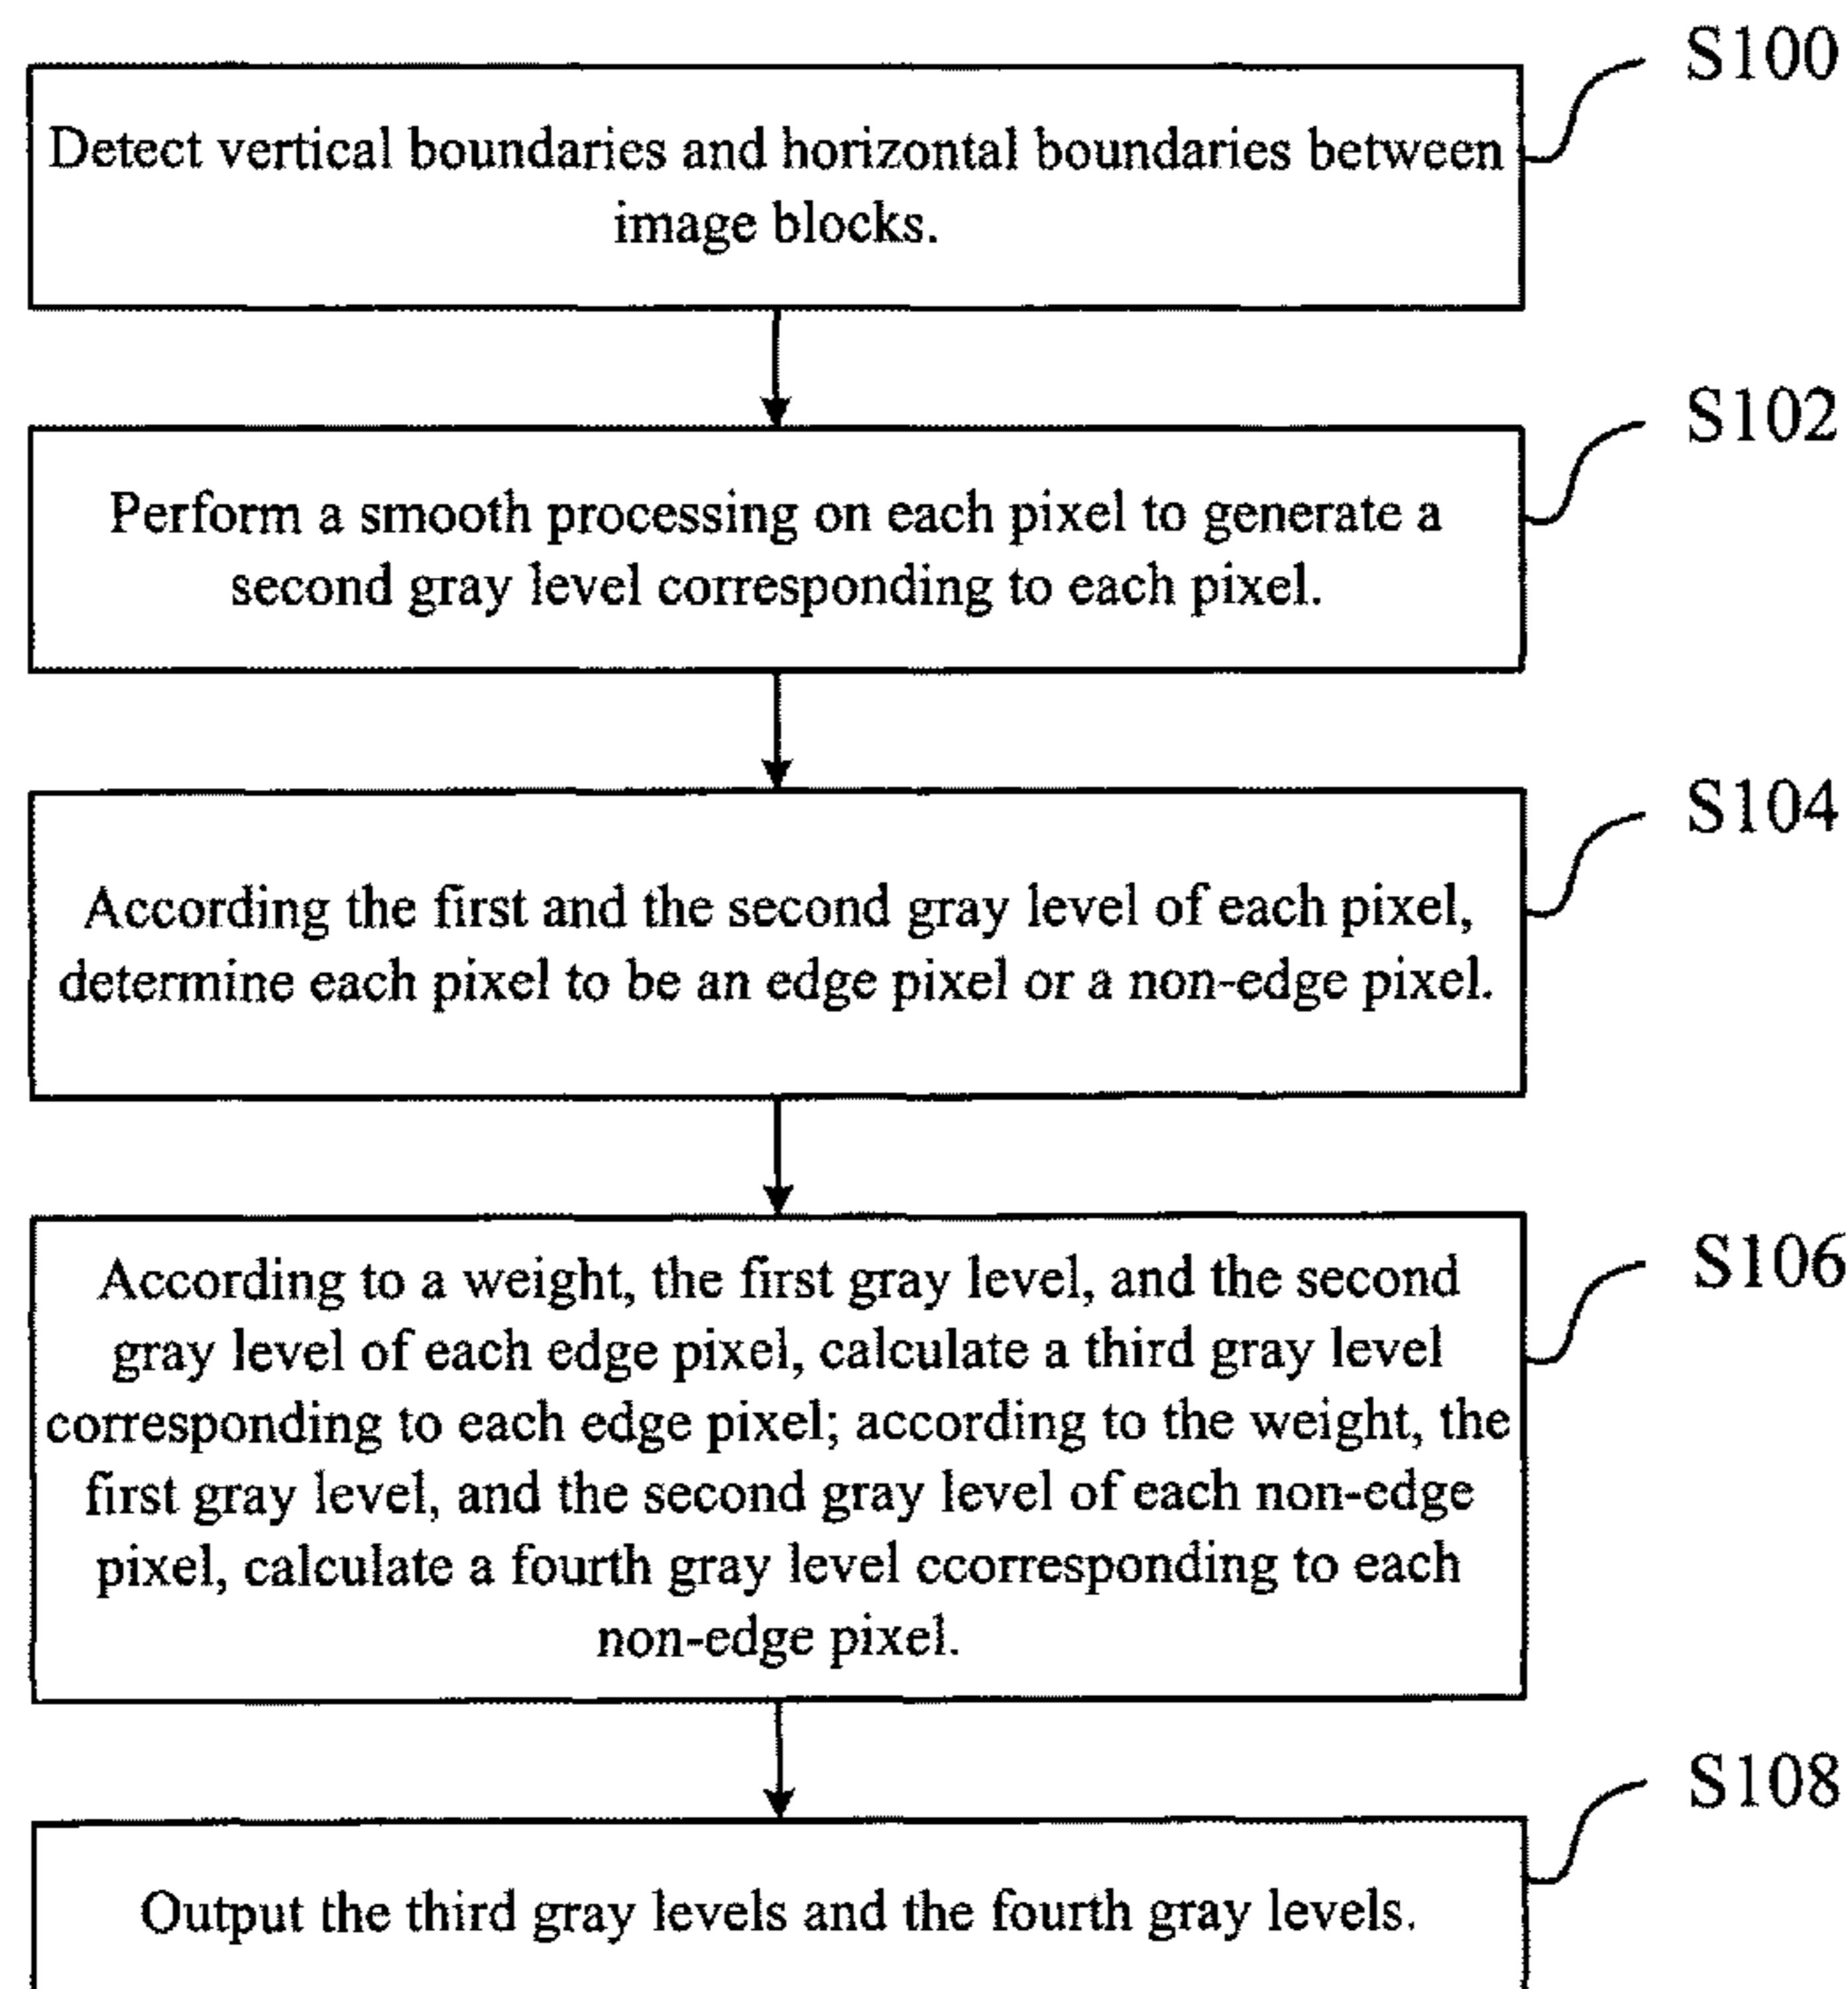 S100
Detect vertical boundaries and horizontal boundaries between
image blocks.
S102
Perform a smooth processing on each pixel to generate a
second gray level corresponding to each pixel.
S104
According the first and the second gray level of each pixel,
determine each pixel to be an edge pixel or a non-edge pixel.
S106
According to a weight, the first gray level, and the second
gray level of each edge pixel, calculate a third gray level
corresponding to each edge pixel; according to the weight, the
first gray level, and the second gray level of each non-edge
pixel, calculate a fourth gray level ccorresponding to each
non-edge pixel.
S108
Output the third gray levels and the fourth gray levels.